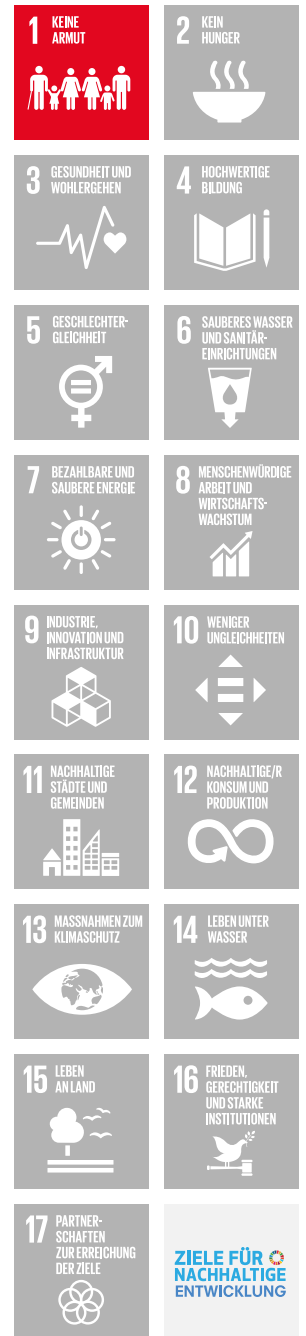 1 KEINE
ARMUT
2 KEIN
HUNGER
3 GESUNDHEIT UND
WOHLERGEHEN
4 HOCHWERTIGE
BILDUNG
5 GESCHLECHTER-
GLEICHHEIT
6 SAUBERES WASSER
UND SANITÄR-
EINRICHTUNGEN
7 BEZAHLBARE UND
SAUBERE ENERGIE
8 MENSCHENWÜRDIGE
ARBEIT UND
WIRTSCHAFTS-
WACHSTUM
9 INDUSTRIE,
INNOVATION UND
INFRASTRUKTUR
10 WENIGER
UNGLEICHHEITEN
11 NACHHALTIGE
STÄDTE UND
GEMEINDEN
12 NACHHALTIGE/R
KONSUM UND
PRODUKTION
13 MASSNAHMEN ZUM
KLIMASCHUTZ
14 LEBEN UNTER
WASSER
15 LEBEN
AN LAND
16 FRIEDEN,
GERECHTIGKEIT
UND STARKE
INSTITUTIONEN
17 PARTNER-
SCHAFTEN
ZUR ERREICHUNG
DER ZIELE
ZIELE FÜR
NACHHALTIGE
ENTWICKLUNG